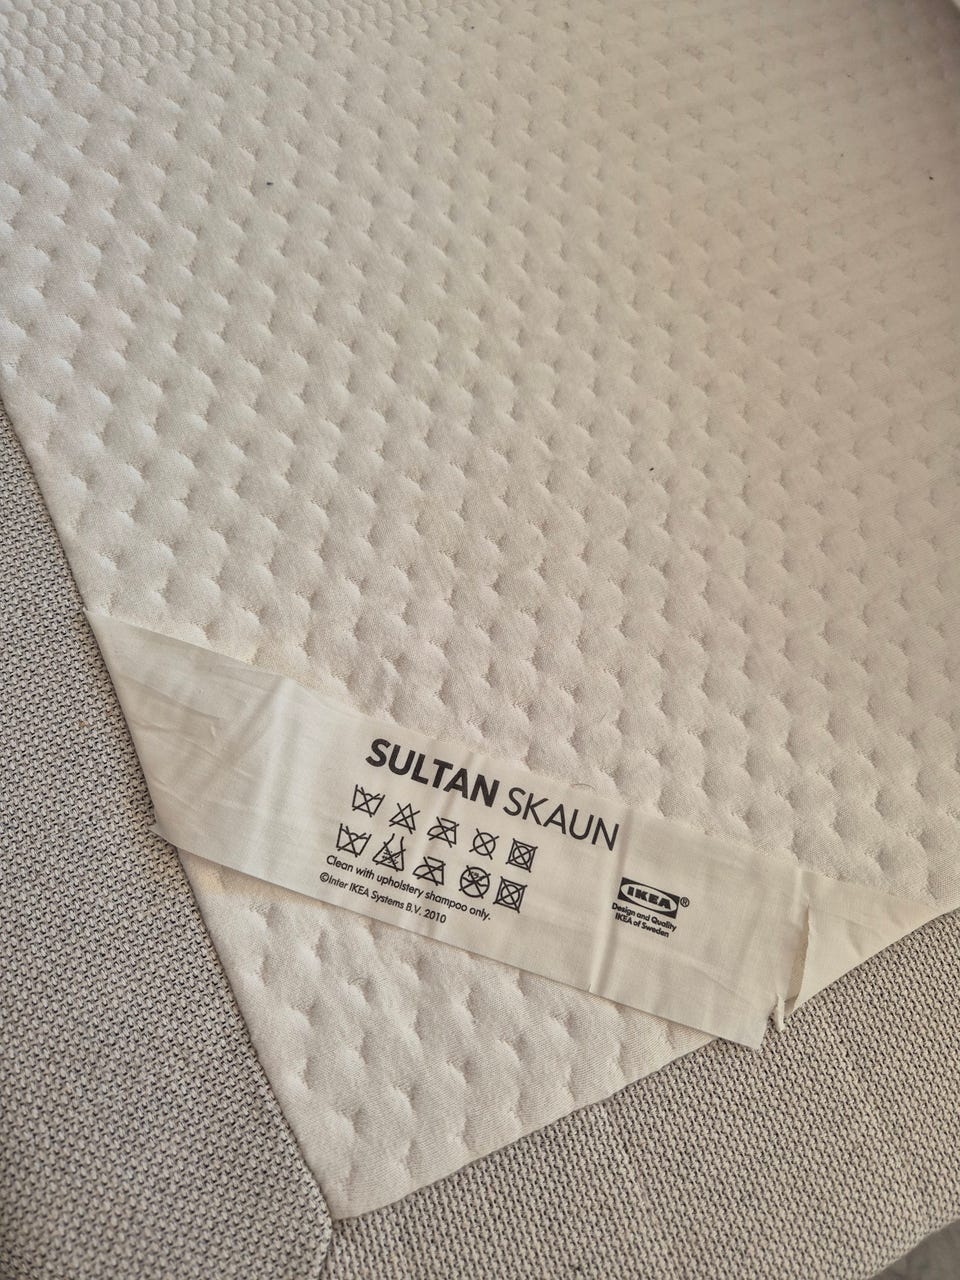 SULTAN SKAUN
Clean with upholstery shampoo only.
©Inter IKEA Systems B.V. 2010
IKEA®
Design and Quality
IKEA of Sweden